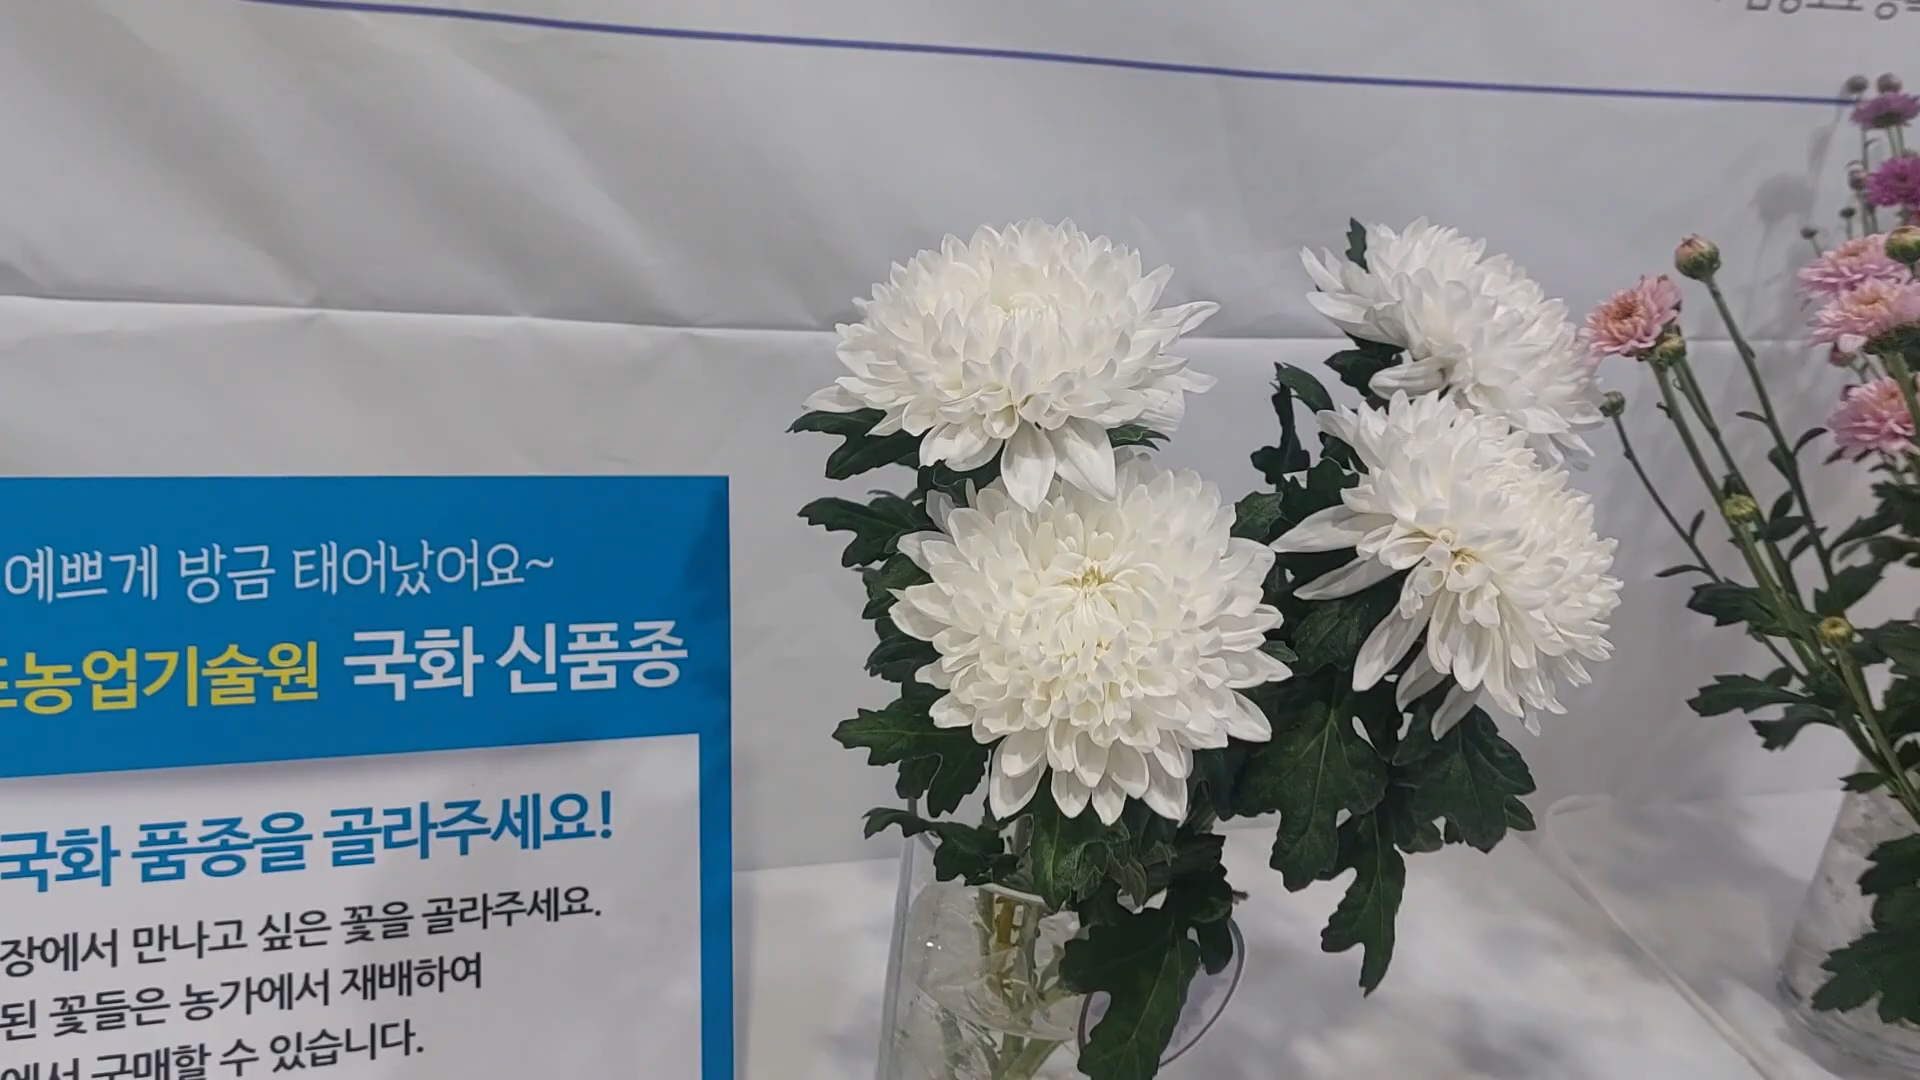 예쁘게 방금 태어났어요~
농업기술원 국화 신품종
국화 품종을 골라주세요!
장에서 만나고 싶은 꽃을 골라주세요.
된 꽃들은 농가에서 재배하여
에서 구매할 수 있습니다.